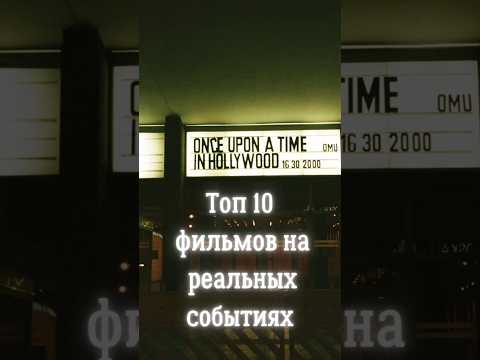 ONCE UPON A TIME OMU
IN HOLLYWOOD 16 30 2000
Топ 10
фильмов на
реальных
событиях